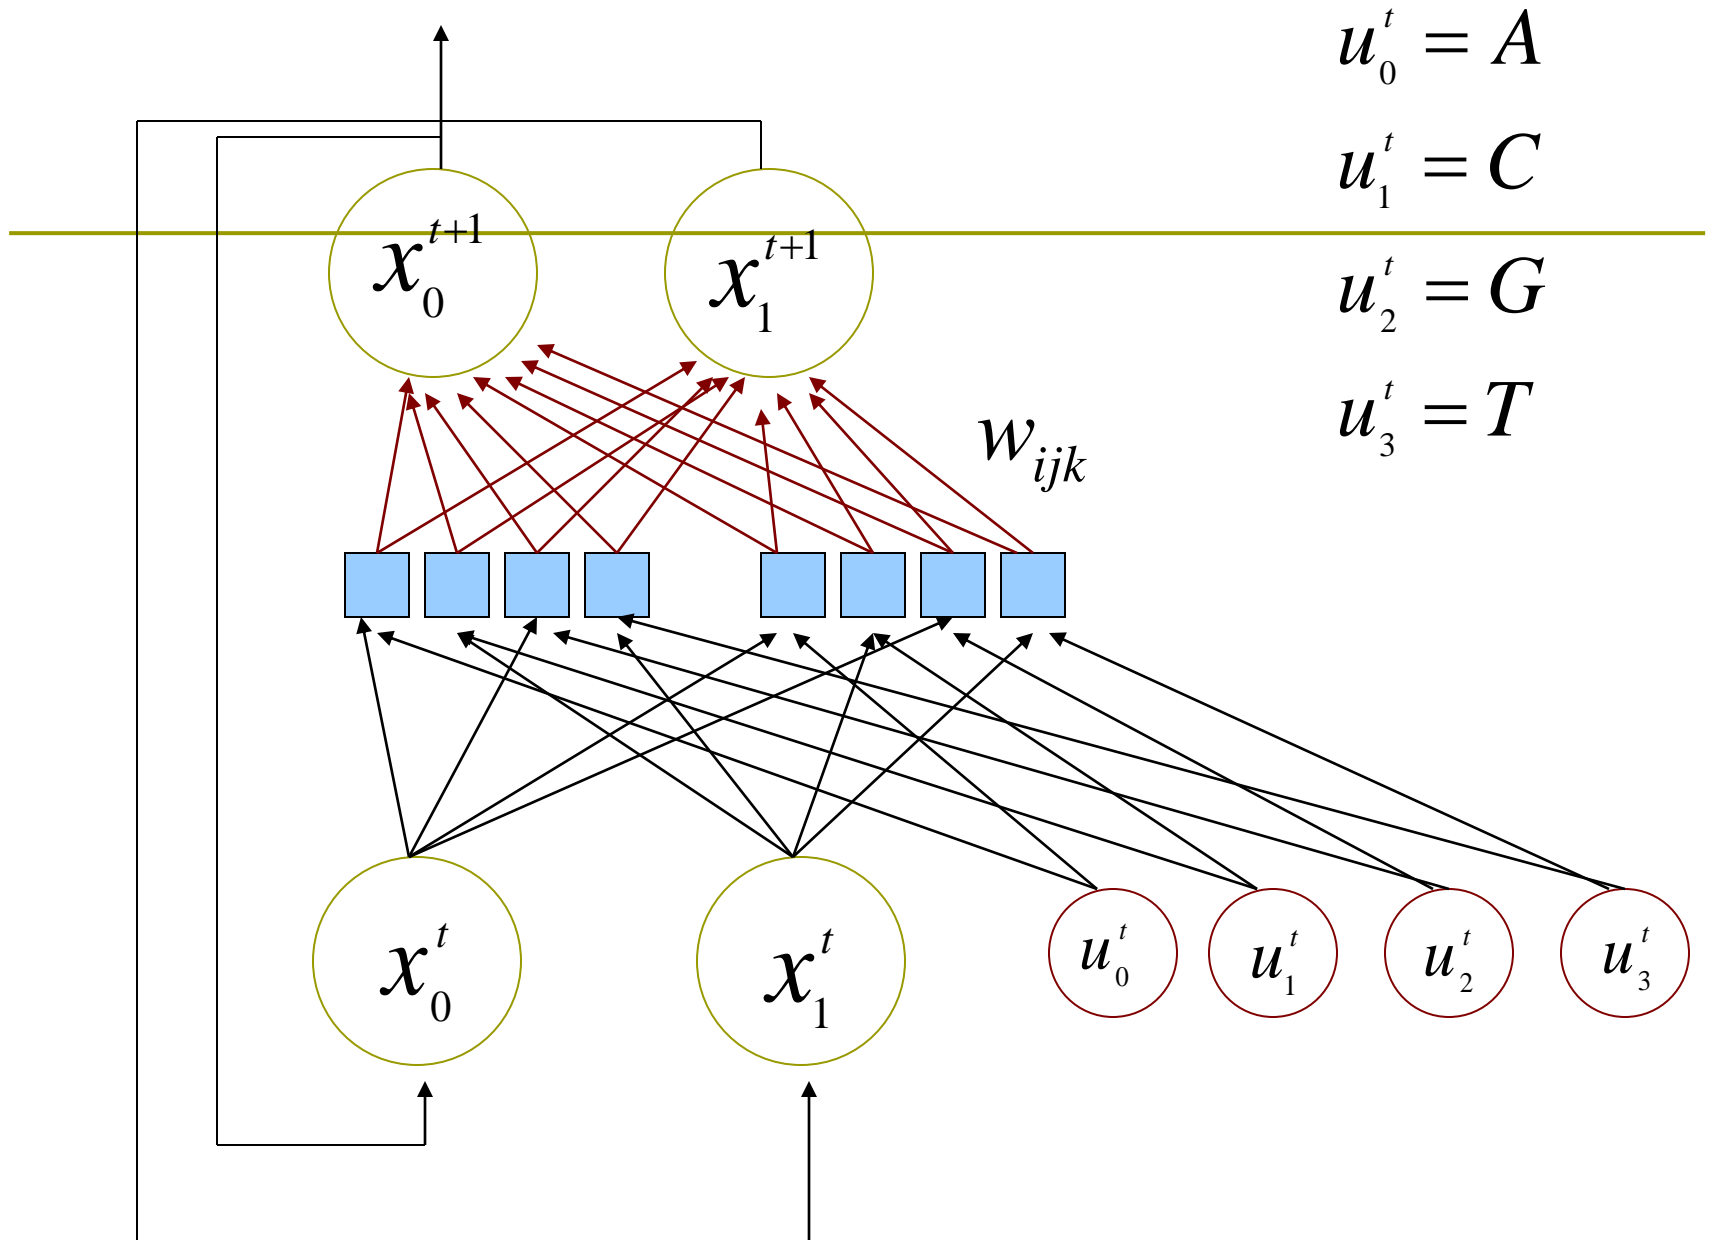 u_0^t = A
u_1^t = C
x_0^{t+1} x_1^{t+1}
u_2^t = G
u_3^t = T
w_{ijk}
x_0^t x_1^t u_0^t u_1^t u_2^t u_3^t